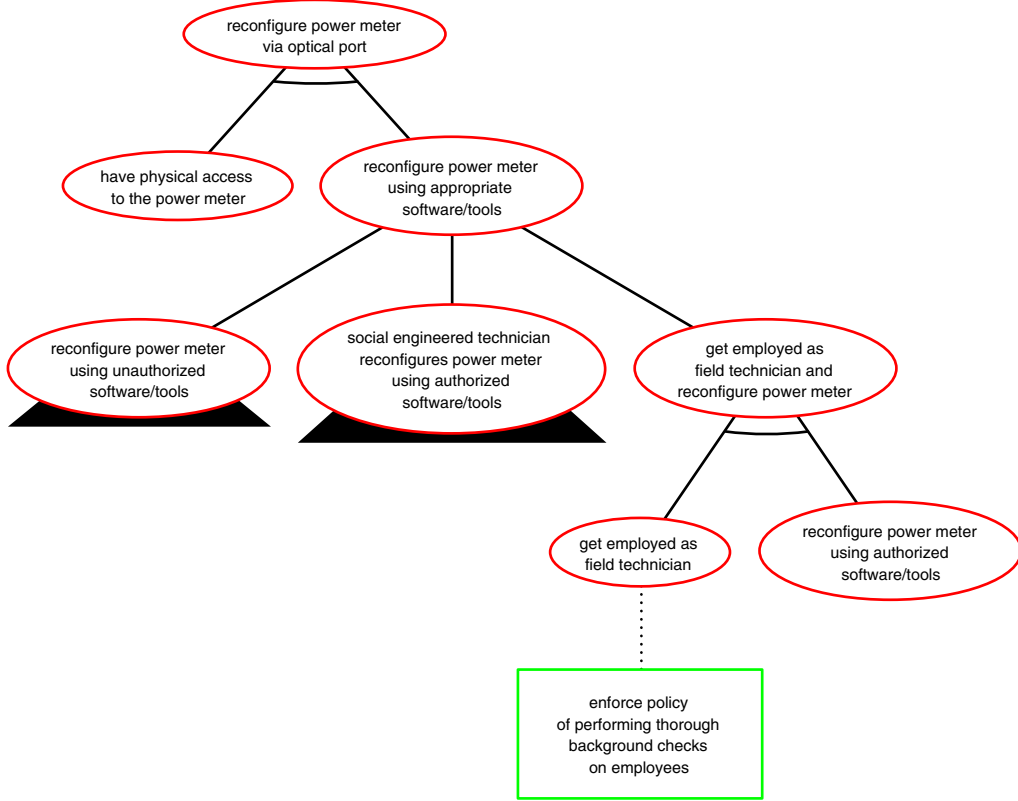 reconfigure power meter
via optical port
have physical access
to the power meter
reconfigure power meter
using appropriate
software/tools
reconfigure power meter
using unauthorized
software/tools
social engineered technician
reconfigures power meter
using authorized
software/tools
get employed as
field technician and
reconfigure power meter
get employed as
field technician
reconfigure power meter
using authorized
software/tools
enforce policy
of performing thorough
background checks
on employees